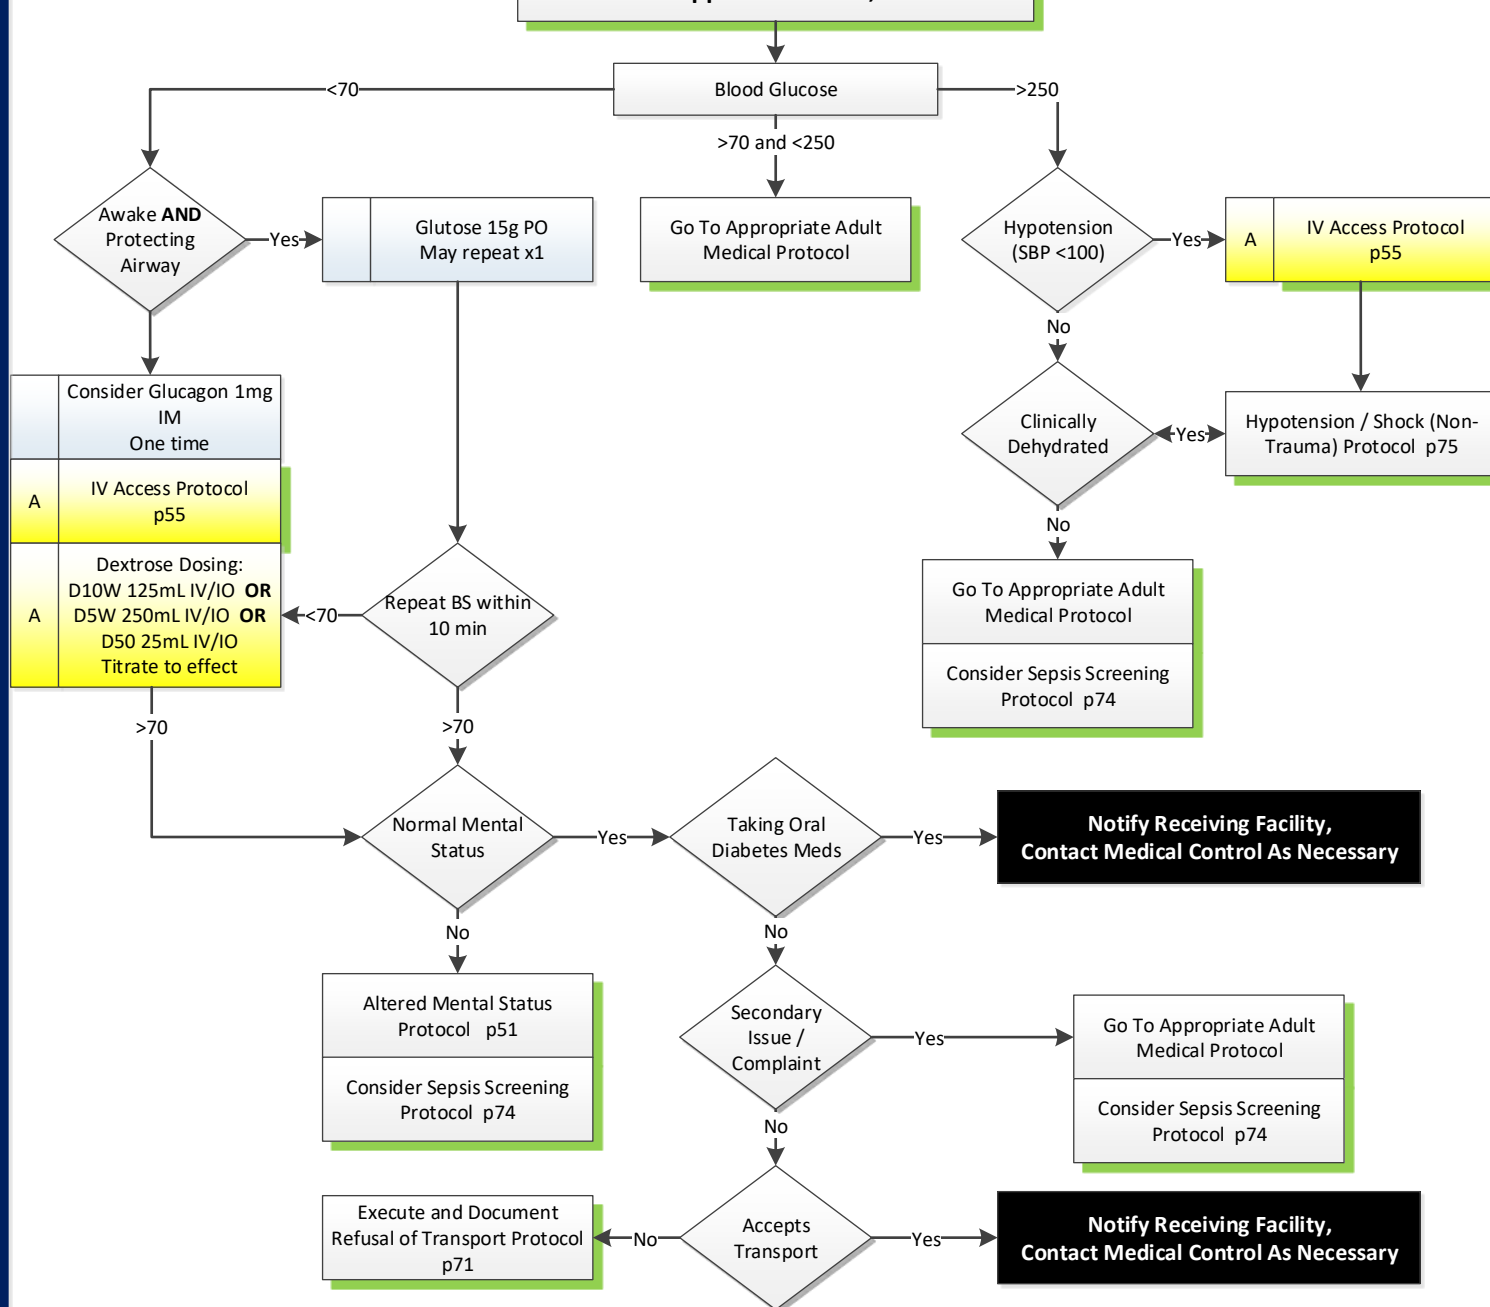 Blood Glucose
<70
>250
>70 and <250
Awake AND
Protecting
Airway
Yes
Glutose 15g PO
May repeat x1
Go To Appropriate Adult
Medical Protocol
Hypotension
(SBP <100)
Yes
A
IV Access Protocol
p55
No
Consider Glucagon 1mg
IM
One time
A
IV Access Protocol
p55
A
Dextrose Dosing:
D10W 125mL IV/IO OR
D5W 250mL IV/IO OR
D50 25mL IV/IO
Titrate to effect
Clinically
Dehydrated
Yes
Hypotension / Shock (Non-
Trauma) Protocol p75
No
Go To Appropriate Adult
Medical Protocol
Consider Sepsis Screening
Protocol p74
Repeat BS within
10 min
<70
>70
>70
Normal Mental
Status
Yes
Taking Oral
Diabetes Meds
Yes
Notify Receiving Facility,
Contact Medical Control As Necessary
No
No
Altered Mental Status
Protocol p51
Consider Sepsis Screening
Protocol p74
Secondary
Issue /
Complaint
Yes
Go To Appropriate Adult
Medical Protocol
Consider Sepsis Screening
Protocol p74
No
Execute and Document
Refusal of Transport Protocol
p71
No
Accepts
Transport
Yes
Notify Receiving Facility,
Contact Medical Control As Necessary